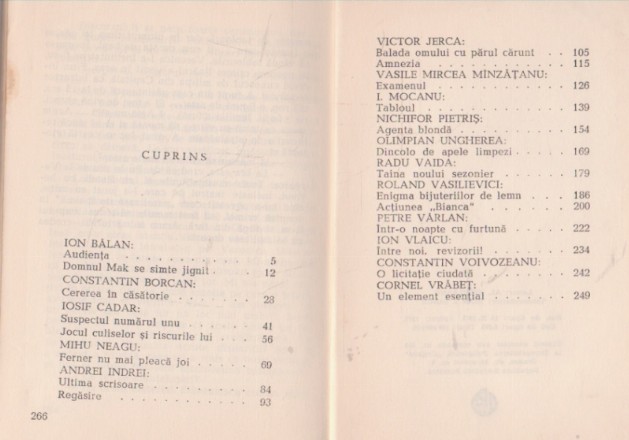 CUPRINS
ION BĂLAN:
Audiența . . . . . . . . . . 5
Domnul Mak se simte jignit . . 12
CONSTANTIN BORCAN:
Cererea în căsătorie . . . . . . 23
IOSIF CADAR:
Suspectul numărul unu . . . . . 41
Jocul culiselor și riscurile lui . . . 56
MIHU NEAGU:
Ferner nu mai pleacă joi . . . . . 69
ANDREI INDREI:
Ultima scrisoare . . . . . . . . 84
Regăsire . . . . . . . . . . 93
266
VICTOR JERCA:
Balada omului cu părul cărunt . . 105
Amnezia . . . . . . . . . . 115
VASILE MIRCEA MÎNZĂȚANU:
Examenul . . . . . . . . . . 126
I. MOCANU:
Tabloul . . . . . . . . . . 139
NICHIFOR PIETRIȘ:
Agenta blondă . . . . . . . . 154
OLIMPIAN UNGHEREA:
Dincolo de apele limpezi . . . . . 169
RADU VAIDA:
Taina noului sezonier . . . . . . 179
ROLAND VASILIEVICI:
Enigma bijuteriilor de lemn . . . 186
Acțiunea „Bianca“ . . . . . . . 200
PETRE VÂRLAN:
Intr-o noapte cu furtună . . . . . 222
ION VLAICU:
Intre noi, revizorii! . . . . . . . 234
CONSTANTIN VOIVOZEANU:
O licitație ciudată . . . . . . . 242
CORNEL VRĂBEȚ:
Un element esențial . . . . . . . 249